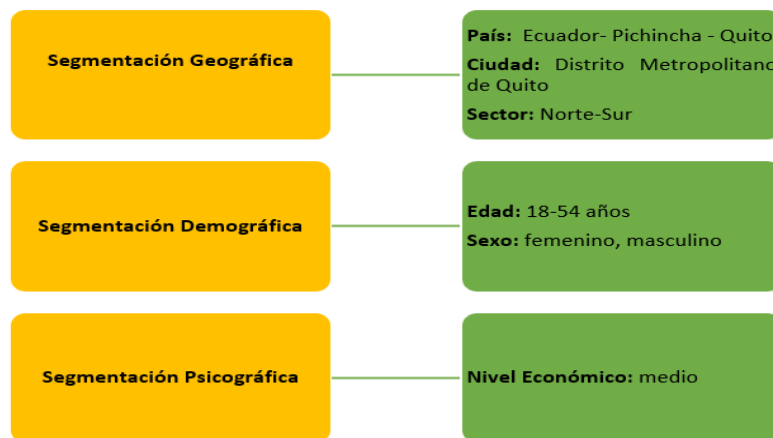 Segmentación Geográfica
País: Ecuador- Pichincha - Quito
Ciudad: Distrito Metropolitano
de Quito
Sector: Norte-Sur
Segmentación Demográfica
Edad: 18-54 años
Sexo: femenino, masculino
Segmentación Psicográfica
Nivel Económico: medio